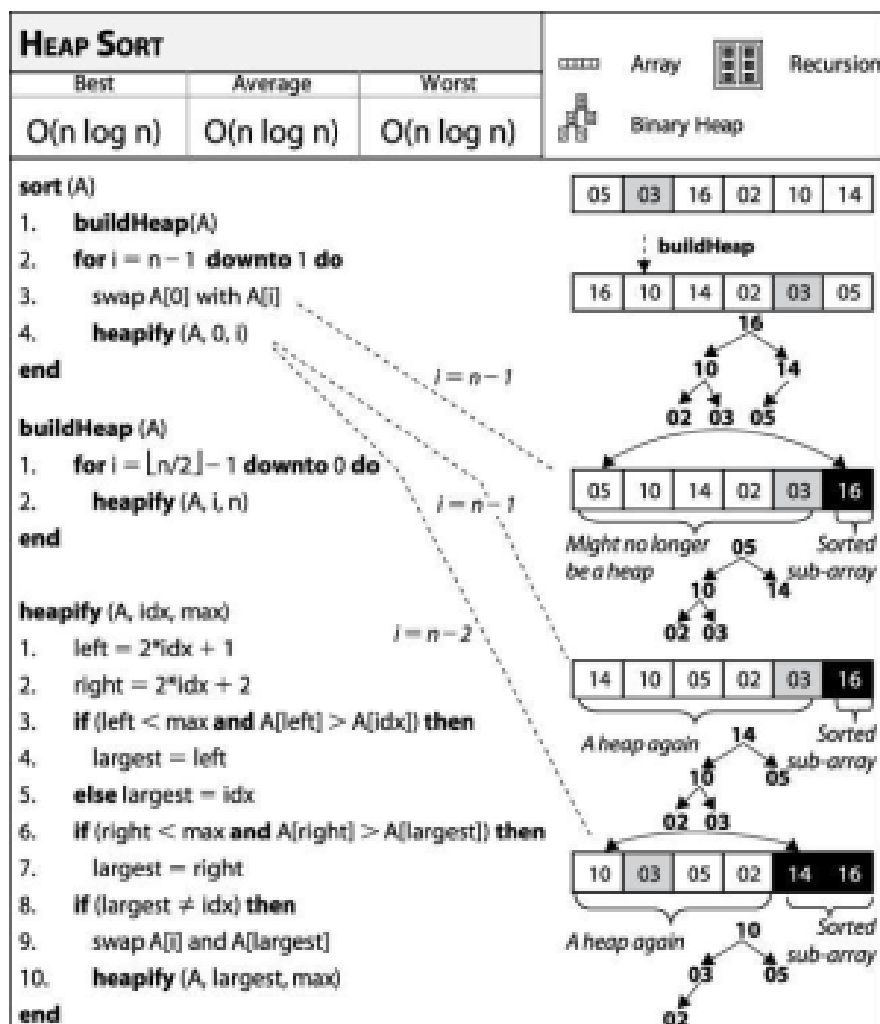 HEAP SORT
Best Average Worst
O(n log n) O(n log n) O(n log n)
Array Recursion
Binary Heap
sort (A)
1. buildHeap(A)
2. for i = n − 1 downto 1 do
3. swap A[0] with A[i]
4. heapify (A, 0, i)
end
buildHeap (A)
1. for i = ⌊n/2⌋ − 1 downto 0 do
2. heapify (A, i, n)
end
heapify (A, idx, max)
1. left = 2*idx + 1
2. right = 2*idx + 2
3. if (left < max and A[left] > A[idx]) then
4. largest = left
5. else largest = idx
6. if (right < max and A[right] > A[largest]) then
7. largest = right
8. if (largest ≠ idx) then
9. swap A[i] and A[largest]
10. heapify (A, largest, max)
end
i = n − 1
i = n − 1
i = n − 2
05 03 16 02 10 14
buildHeap
16 10 14 02 03 05
16
10 14
02 03 05
05 10 14 02 03 16
Might no longer
be a heap
Sorted
sub-array
05
10 14
02 03
14 10 05 02 03 16
A heap again
Sorted
sub-array
14
10 05
02 03
10 03 05 02 14 16
A heap again
Sorted
sub-array
10
03 05
02